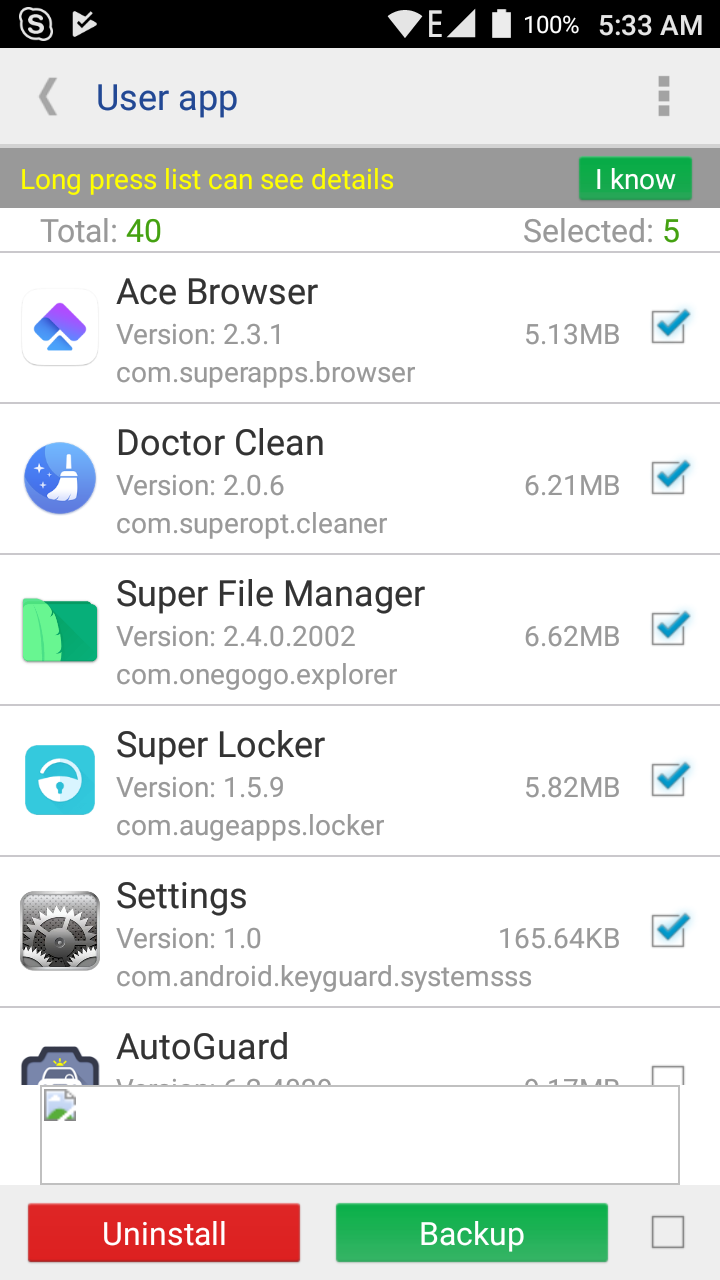 100% 5:33 AM
User app
Long press list can see details I know
Total: 40 Selected: 5
Ace Browser
Version: 2.3.1 5.13MB
com.superapps.browser
Doctor Clean
Version: 2.0.6 6.21MB
com.superopt.cleaner
Super File Manager
Version: 2.4.0.2002 6.62MB
com.onegogo.explorer
Super Locker
Version: 1.5.9 5.82MB
com.augeapps.locker
Settings
Version: 1.0 165.64KB
com.android.keyguard.systemsss
AutoGuard
Uninstall Backup